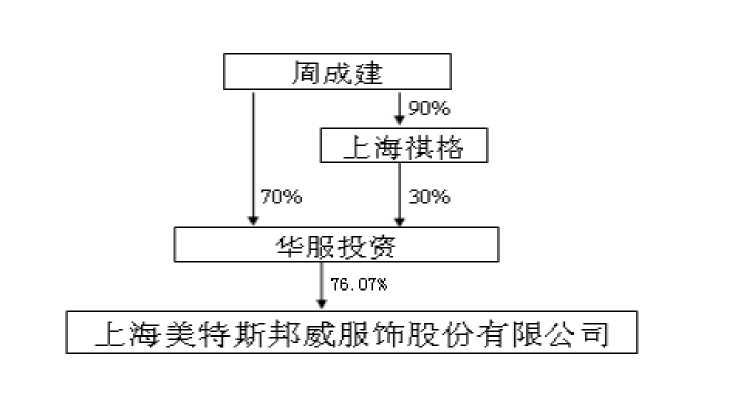 周成建
90%
上海祺格
70%
30%
华服投资
76.07%
上海美特斯邦威服饰股份有限公司